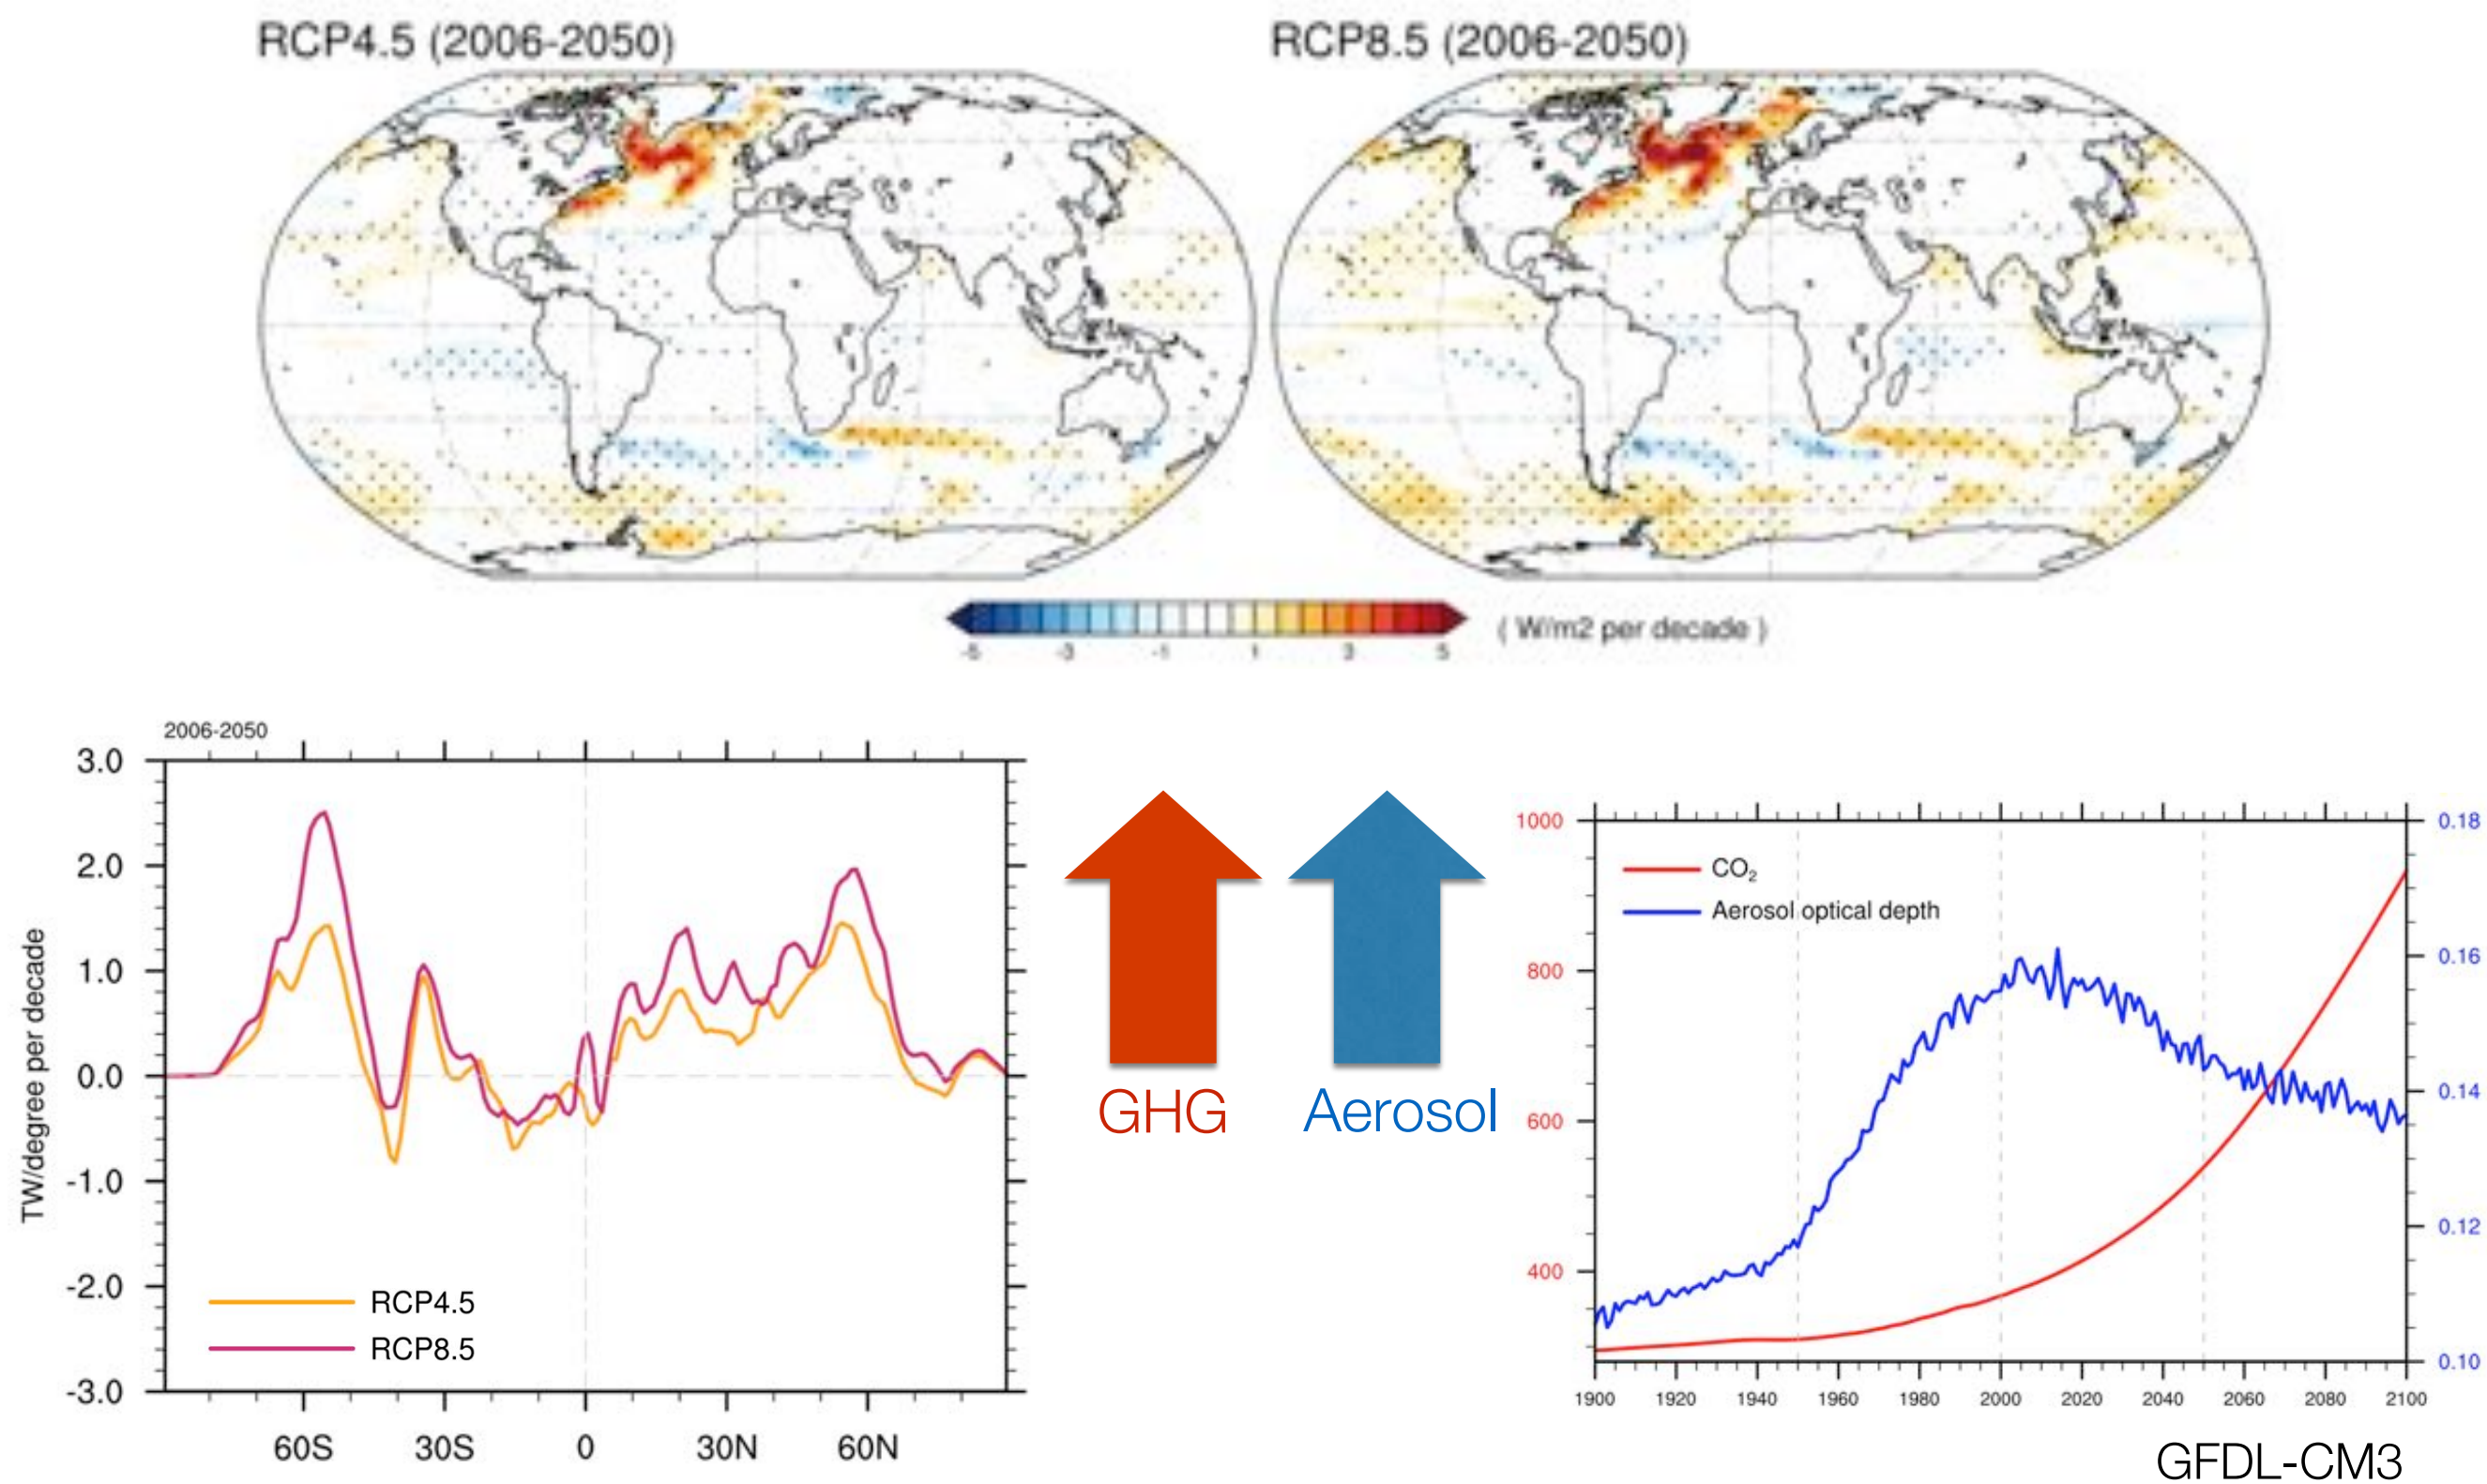 RCP4.5 (2006-2050)
RCP8.5 (2006-2050)
-5 -3 -1 1 3 5
( W/m2 per decade )
2006-2050
3.0
2.0
1.0
0.0
-1.0
-2.0
-3.0
TW/degree per decade
RCP4.5
RCP8.5
60S 30S 0 30N 60N
GHG
Aerosol
1000
800
600
400
CO₂
Aerosol optical depth
0.18
0.16
0.14
0.12
0.10
1900 1920 1940 1960 1980 2000 2020 2040 2060 2080 2100
GFDL-CM3